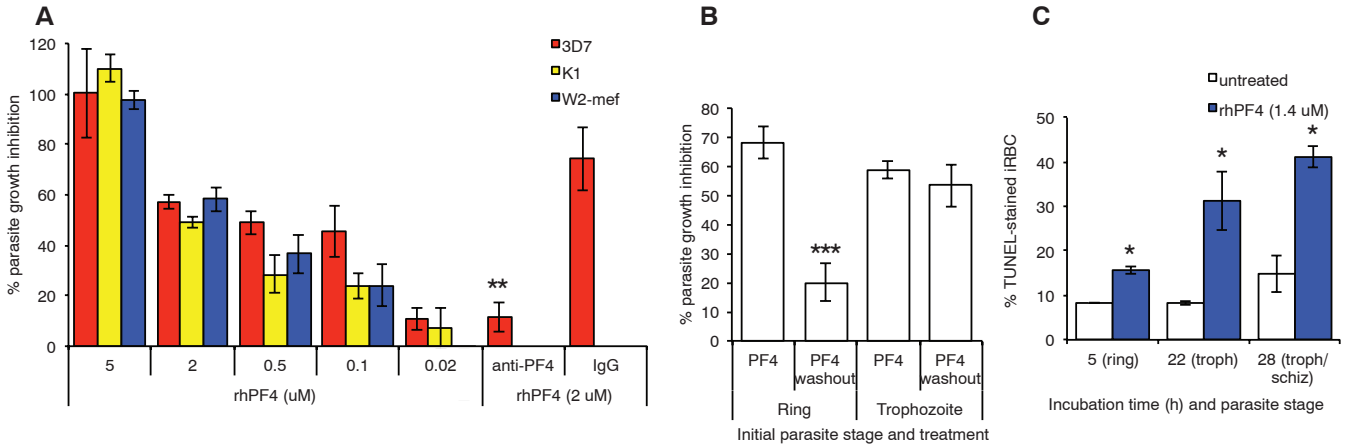 A
% parasite growth inhibition
120
100
80
60
40
20
0
3D7
K1
W2-mef
**
5 2 0.5 0.1 0.02 anti-PF4 IgG
rhPF4 (uM) rhPF4 (2 uM)
B
% parasite growth inhibition
80
70
60
50
40
30
20
10
0
***
PF4 PF4 washout PF4 PF4 washout
Ring Trophozoite
Initial parasite stage and treatment
C
% TUNEL-stained iRBC
50
40
30
20
10
0
untreated
rhPF4 (1.4 uM)
*
*
*
5 (ring) 22 (troph) 28 (troph/
schiz)
Incubation time (h) and parasite stage